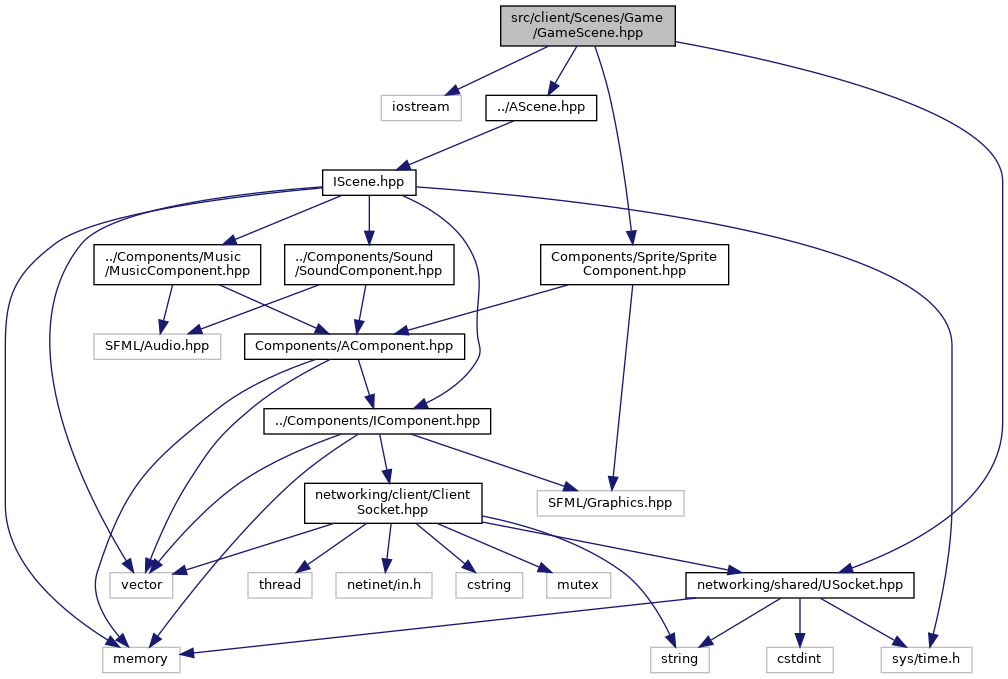 src/client/Scenes/Game
/GameScene.hpp
iostream
../AScene.hpp
IScene.hpp
../Components/Music
/MusicComponent.hpp
../Components/Sound
/SoundComponent.hpp
Components/Sprite/Sprite
Component.hpp
SFML/Audio.hpp
Components/AComponent.hpp
../Components/IComponent.hpp
networking/client/Client
Socket.hpp
SFML/Graphics.hpp
vector
thread
netinet/in.h
cstring
mutex
networking/shared/USocket.hpp
memory
string
cstdint
sys/time.h